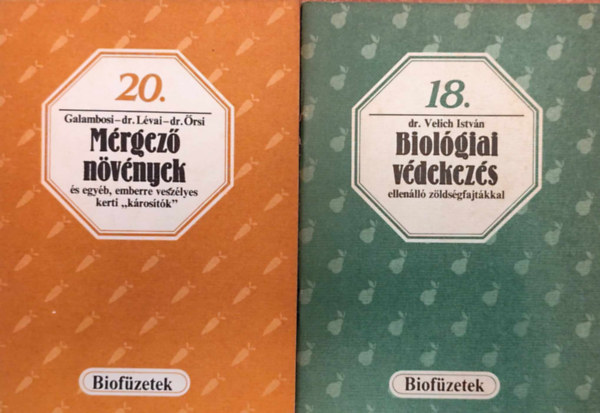 20.
Galambosi–dr. Lévai–dr. Őrsi
Mérgező
növények
és egyéb, emberre veszélyes
kerti „károsítók”
Biofüzetek
18.
dr. Velich István
Biológiai
védekezés
ellenálló zöldségfajtákkal
Biofüzetek